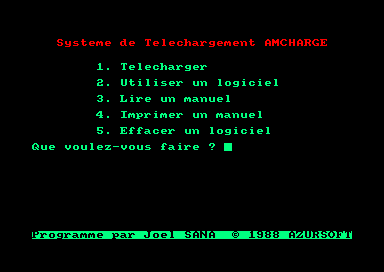 Systeme de Telechargement AMCHARGE
1. Telecharger
2. Utiliser un logiciel
3. Lire un manuel
4. Imprimer un manuel
5. Effacer un logiciel
Que voulez-vous faire ?
Programme par Joel SANA © 1988 AZURSOFT